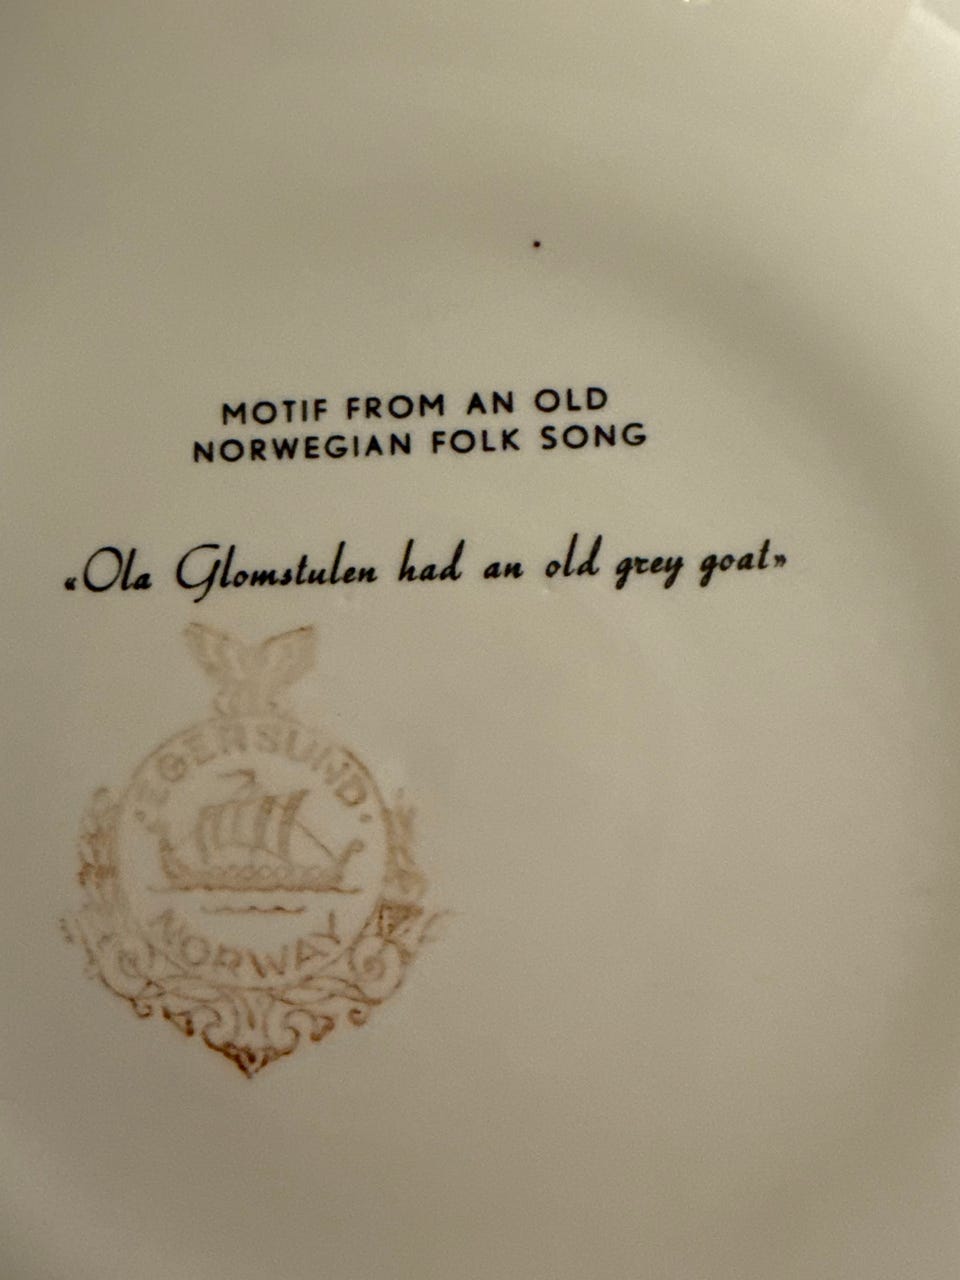 MOTIF FROM AN OLD
NORWEGIAN FOLK SONG
«Ola Glomstulen had an old grey goat»
· EGERSUND ·
NORWAY